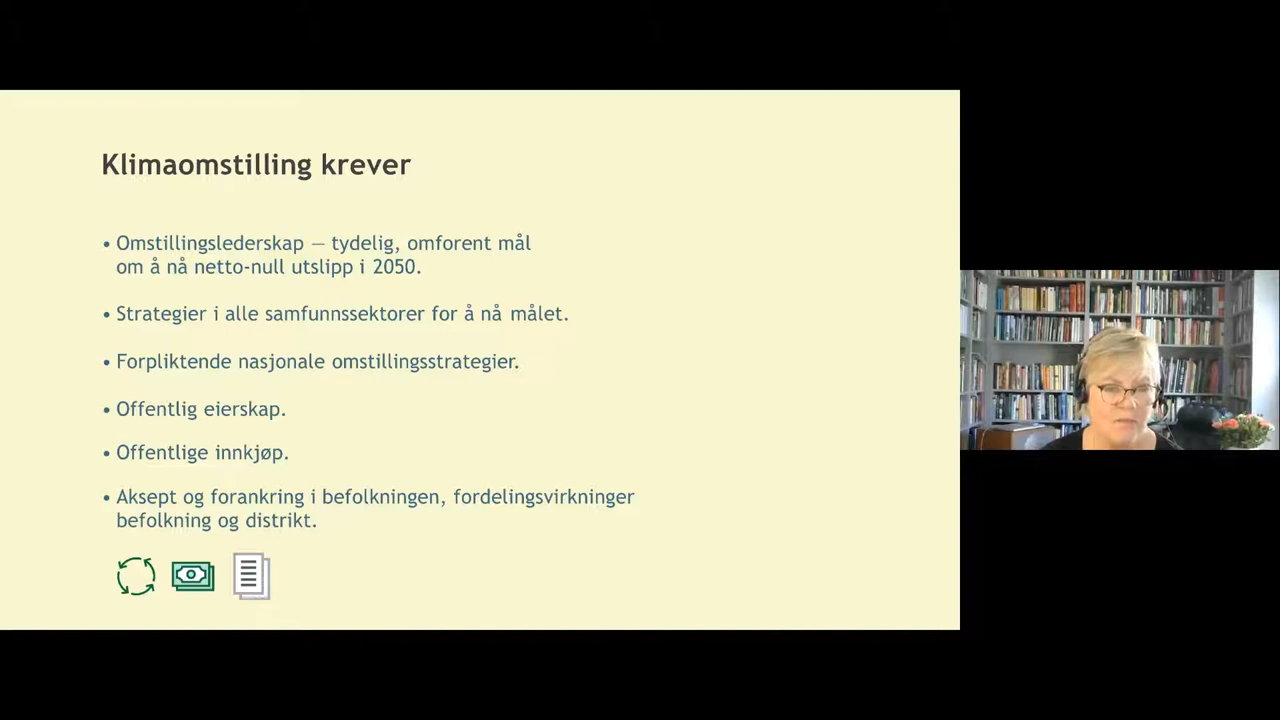 Klimaomstilling krever
• Omstillingslederskap – tydelig, omforent mål
om å nå netto-null utslipp i 2050.
• Strategier i alle samfunnssektorer for å nå målet.
• Forpliktende nasjonale omstillingsstrategier.
• Offentlig eierskap.
• Offentlige innkjøp.
• Aksept og forankring i befolkningen, fordelingsvirkninger
befolkning og distrikt.